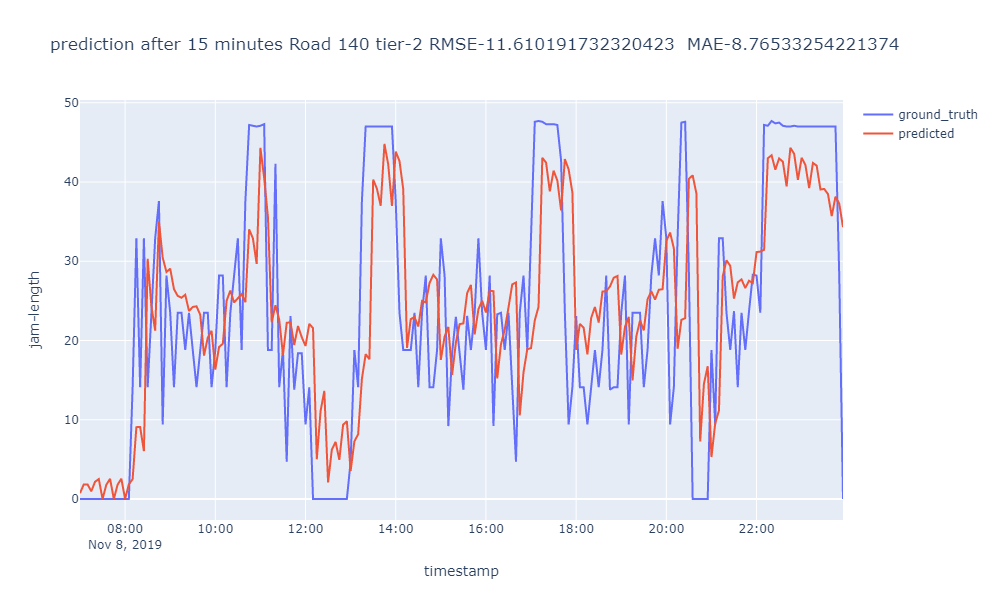 prediction after 15 minutes Road 140 tier-2 RMSE-11.610191732320423  MAE-8.76533254221374
ground_truth
predicted
50
40
30
20
10
0
jam-length
08:00
10:00
12:00
14:00
16:00
18:00
20:00
22:00
Nov 8, 2019
timestamp